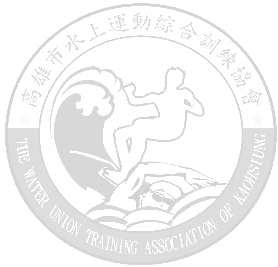 高雄市水上運動綜合訓練協會
THE WATER UNION TRAINING ASSOCIATION OF KAOHSIUNG